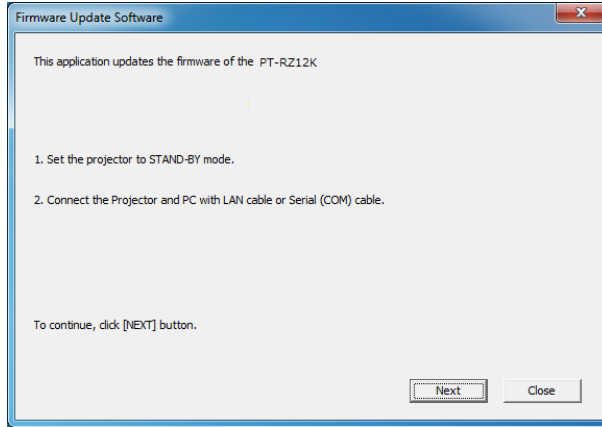 Firmware Update Software
This application updates the firmware of the PT-RZ12K
1. Set the projector to STAND-BY mode.
2. Connect the Projector and PC with LAN cable or Serial (COM) cable.
To continue, click [NEXT] button.
Next
Close